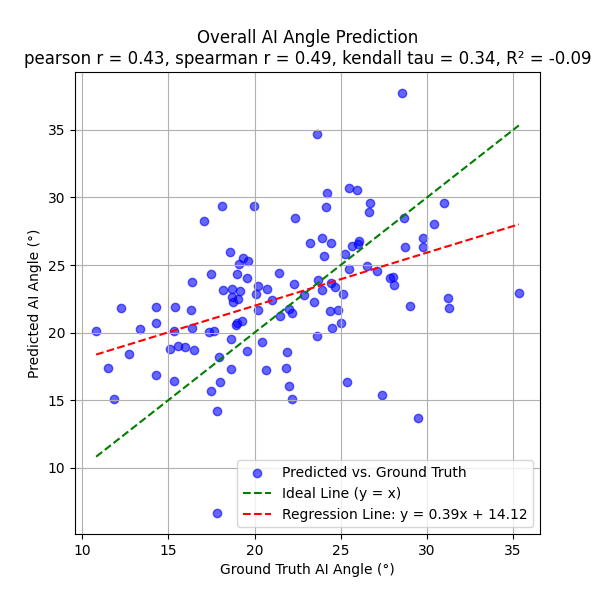 Overall AI Angle Prediction
pearson r = 0.43, spearman r = 0.49, kendall tau = 0.34, R² = -0.09
Predicted AI Angle (°)
35
30
25
20
15
10
Predicted vs. Ground Truth
Ideal Line (y = x)
Regression Line: y = 0.39x + 14.12
10 15 20 25 30 35
Ground Truth AI Angle (°)